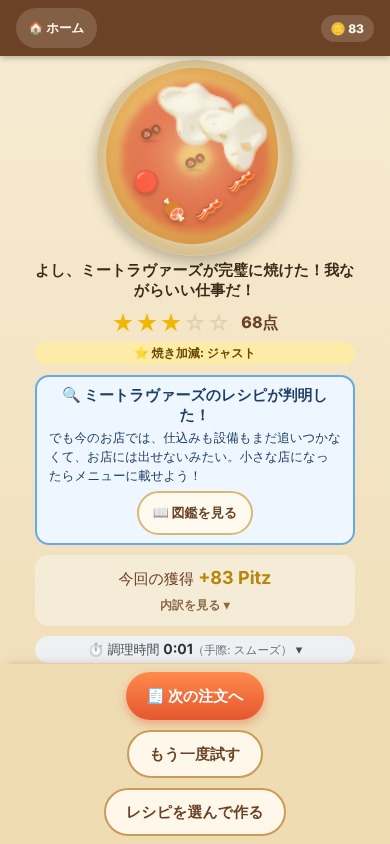 🏠 ホーム
🪙 83
よし、ミートラヴァーズが完璧に焼けた！我な
がらいい仕事だ！
★★★☆☆ 68点
⭐ 焼き加減: ジャスト
🔍 ミートラヴァーズのレシピが判明し
た！
でも今のお店では、仕込みも設備もまだ追いつかな
くて、お店には出せないみたい。小さな店になっ
たらメニューに載せよう！
📖 図鑑を見る
今回の獲得 +83 Pitz
内訳を見る ▾
⏱️ 調理時間 0:01（手際: スムーズ） ▾
🧾 次の注文へ
もう一度試す
レシピを選んで作る